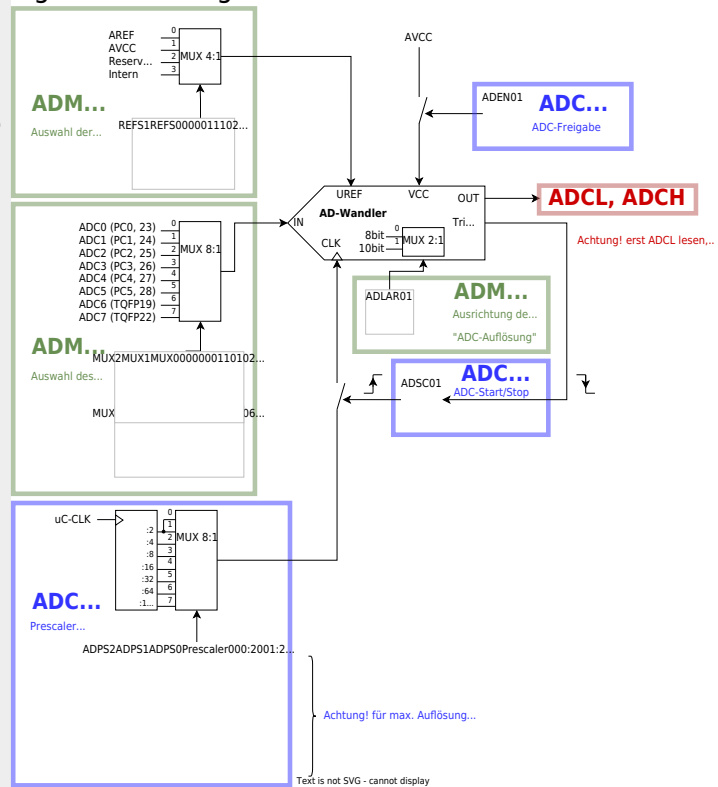 AREF
AVCC
Reserv...
Intern
0
1
2
3
MUX 4:1
ADM...
Auswahl der...
REFS1REFS0000011102...
AVCC
ADEN01
ADC...
ADC-Freigabe
UREF
VCC
OUT
ADCL, ADCH
AD-Wandler
IN
Tri...
CLK
8bit
10bit
0
1
MUX 2:1
Achtung! erst ADCL lesen,..
ADC0 (PC0, 23)
ADC1 (PC1, 24)
ADC2 (PC2, 25)
ADC3 (PC3, 26)
ADC4 (PC4, 27)
ADC5 (PC5, 28)
ADC6 (TQFP19)
ADC7 (TQFP22)
0
1
2
3
4
5
6
7
MUX 8:1
ADLAR01
ADM...
Ausrichtung de...
"ADC-Auflösung"
ADM...
MUX2MUX1MUX0000000110102...
Auswahl des...
MUX
06...
ADSC01
ADC...
ADC-Start/Stop
uC-CLK
:2
:4
:8
:16
:32
:64
:1...
0
1
2
3
4
5
6
7
MUX 8:1
ADC...
Prescaler...
ADPS2ADPS1ADPS0Prescaler000:2001:2...
Achtung! für max. Auflösung...
Text is not SVG - cannot display